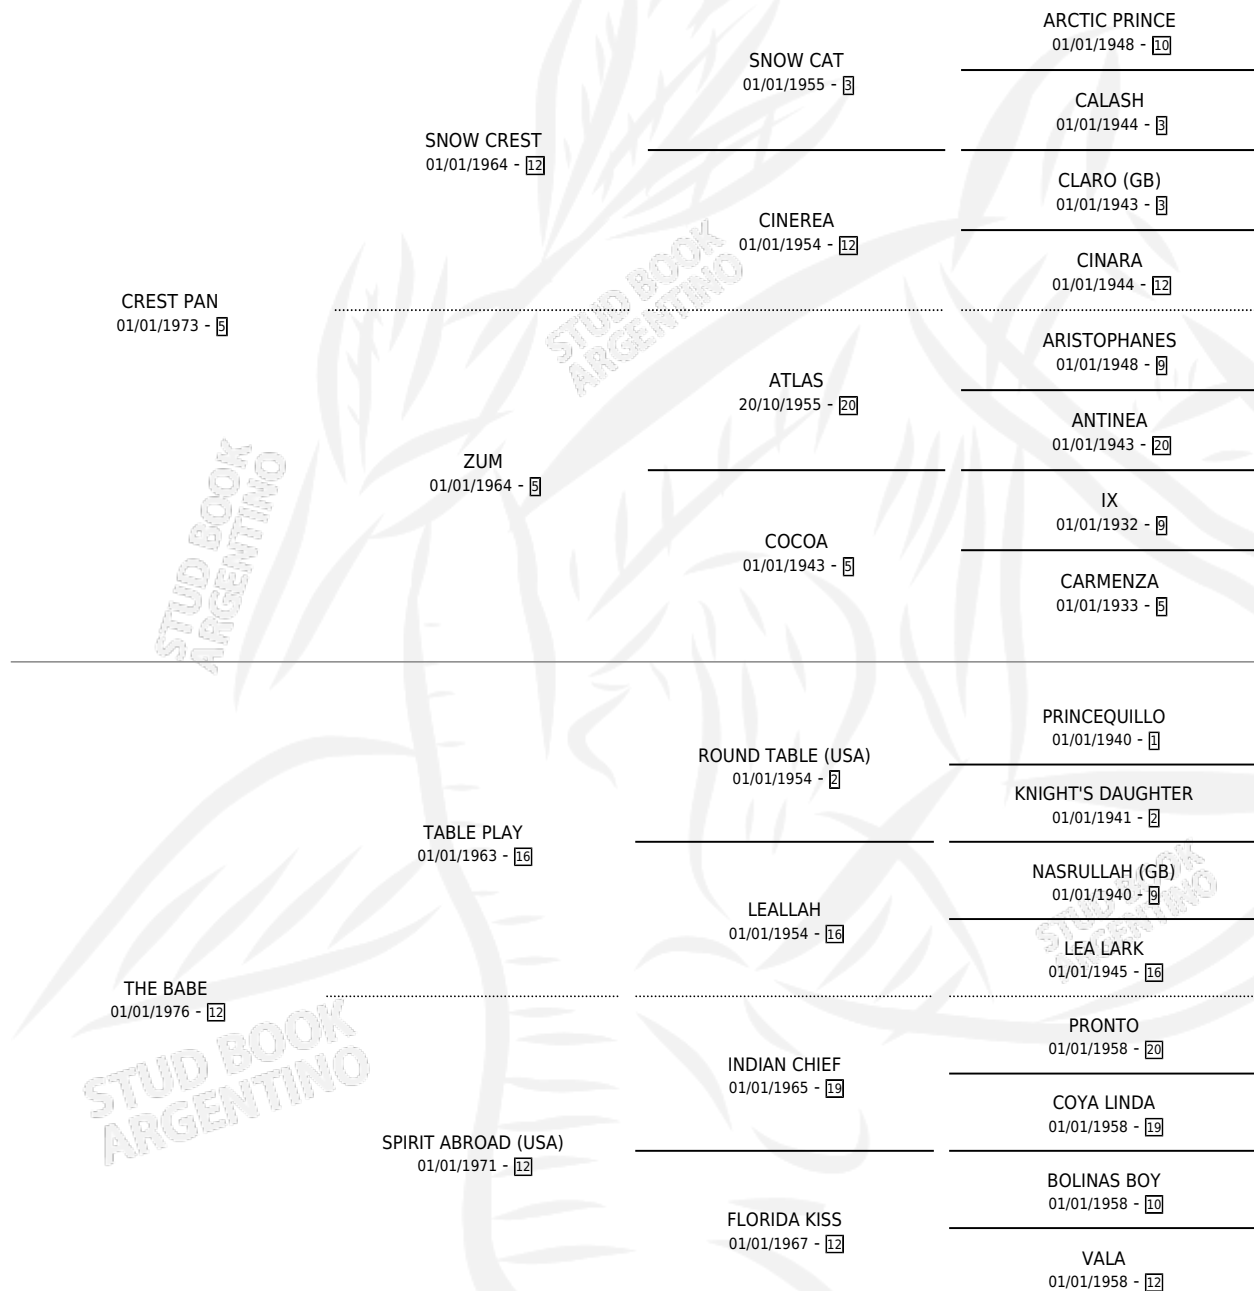 ARCTIC PRINCE
01/01/1948 - 10
SNOW CAT
01/01/1955 - 3
CALASH
01/01/1944 - 3
SNOW CREST
01/01/1964 - 12
CLARO (GB)
01/01/1943 - 3
CINEREA
01/01/1954 - 12
CINARA
01/01/1944 - 12
CREST PAN
01/01/1973 - 5
ARISTOPHANES
01/01/1948 - 9
ATLAS
20/10/1955 - 20
ANTINEA
01/01/1943 - 20
ZUM
01/01/1964 - 5
IX
01/01/1932 - 9
COCOA
01/01/1943 - 5
CARMENZA
01/01/1933 - 5
PRINCEQUILLO
01/01/1940 - 1
ROUND TABLE (USA)
01/01/1954 - 2
KNIGHT'S DAUGHTER
01/01/1941 - 2
TABLE PLAY
01/01/1963 - 16
NASRULLAH (GB)
01/01/1940 - 9
LEALLAH
01/01/1954 - 16
LEA LARK
01/01/1945 - 16
THE BABE
01/01/1976 - 12
PRONTO
01/01/1958 - 20
INDIAN CHIEF
01/01/1965 - 19
COYA LINDA
01/01/1958 - 19
SPIRIT ABROAD (USA)
01/01/1971 - 12
BOLINAS BOY
01/01/1958 - 10
FLORIDA KISS
01/01/1967 - 12
VALA
01/01/1958 - 12
STUD BOOK
ARGENTINO
STUD BOOK
ARGENTINO
STUD BOOK
ARGENTINO
STUD BOOK
ARGENTINO